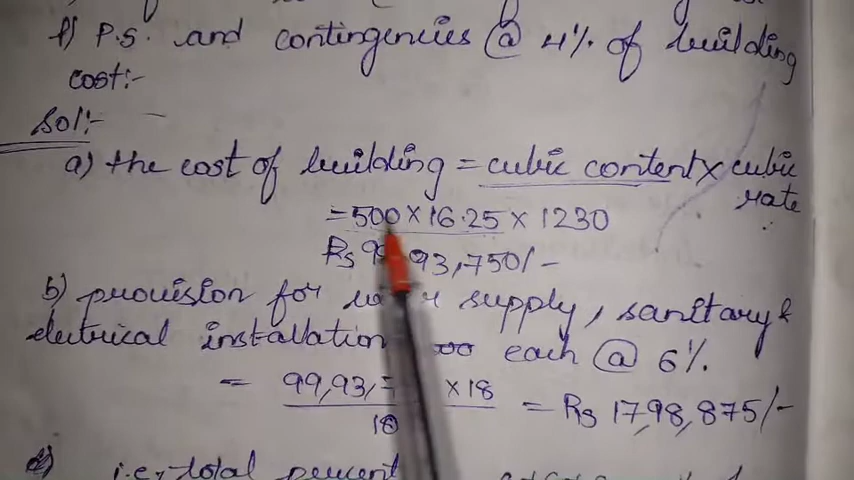 f) P.S. and contingencies @ 4% of building
cost:-
Sol:-
a) the cost of building = cubic content x cubic
rate
= 500 x 16.25 x 1230
Rs 93,750/-
b) provision for supply, sanitary &
electrical installation each @ 6%.
= 99,93, x 18
= Rs 17,98,875/-
i.e, total percent